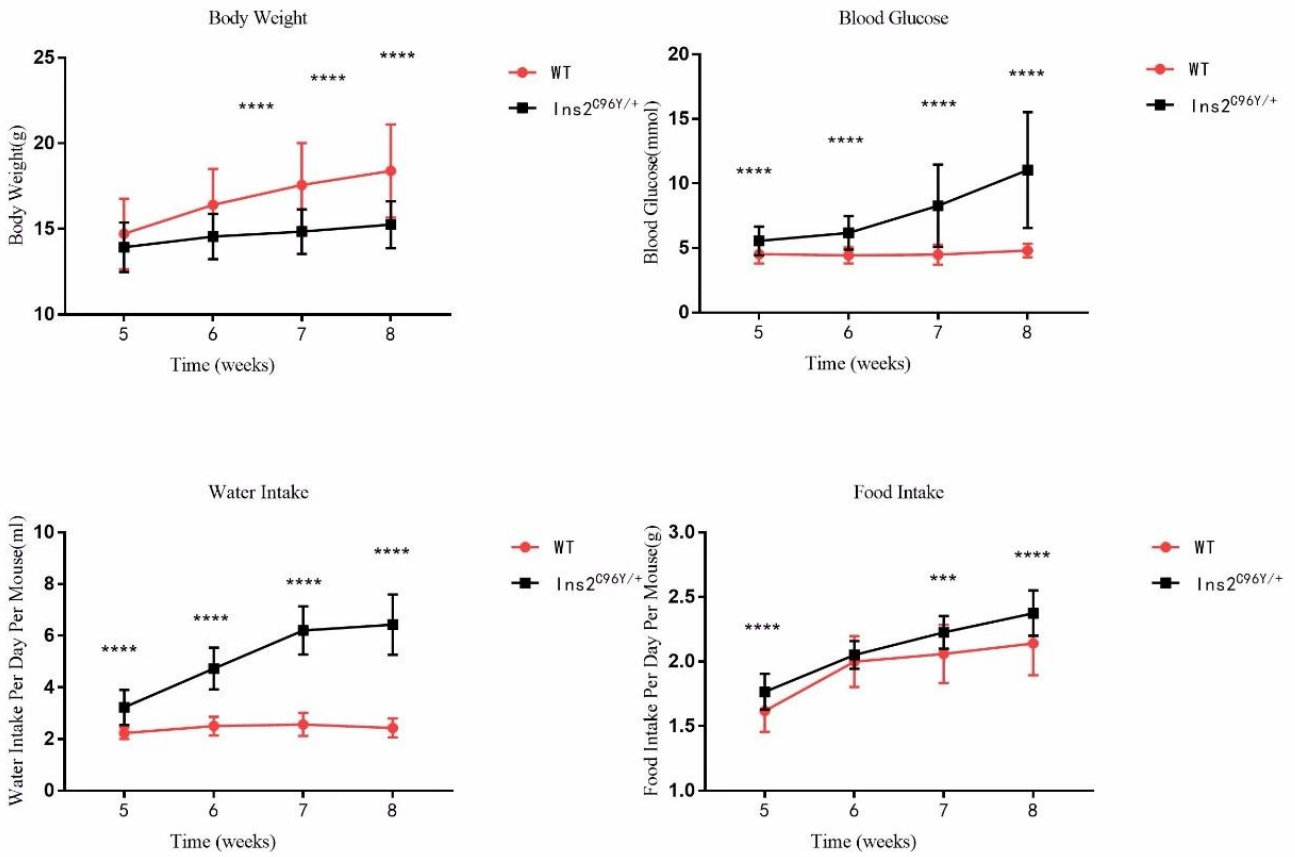 Body Weight
Body Weight(g)
25
20
15
10
5
6
7
8
Time (weeks)
****
****
****
WT
Ins2C96Y/+
Blood Glucose
Blood Glucose(mmol)
20
15
10
5
0
5
6
7
8
Time (weeks)
****
****
****
****
WT
Ins2C96Y/+
Water Intake
Water Intake Per Day Per Mouse(ml)
10
8
6
4
2
0
5
6
7
8
Time (weeks)
****
****
****
****
WT
Ins2C96Y/+
Food Intake
Food Intake Per Day Per Mouse(g)
3.0
2.5
2.0
1.5
1.0
5
6
7
8
Time (weeks)
****
***
****
WT
Ins2C96Y/+